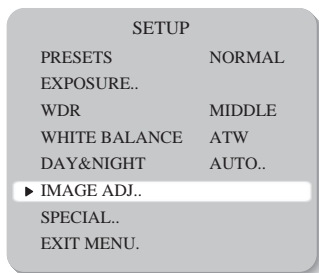 SETUP
PRESETS NORMAL
EXPOSURE..
WDR MIDDLE
WHITE BALANCE ATW
DAY&NIGHT AUTO..
IMAGE ADJ..
SPECIAL..
EXIT MENU.